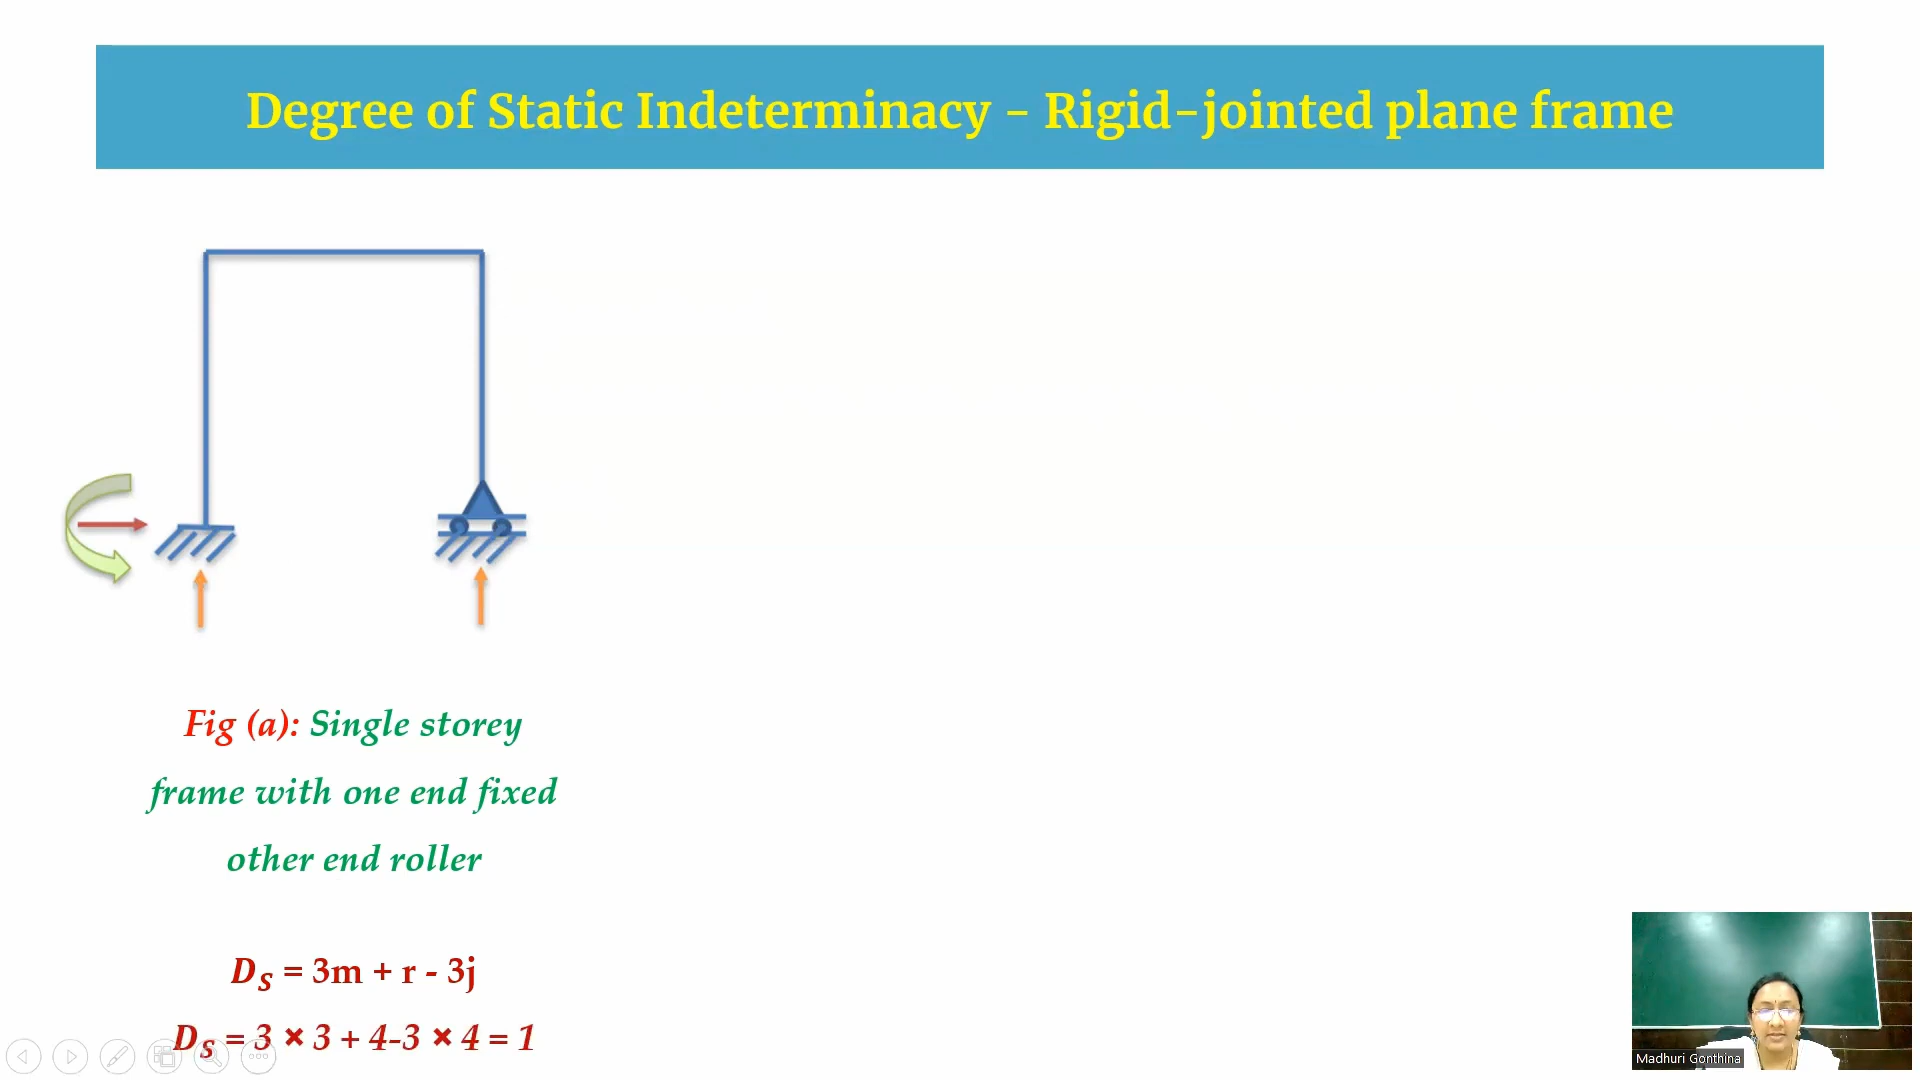 Degree of Static Indeterminacy - Rigid-jointed plane frame
Fig (a): Single storey
frame with one end fixed
other end roller
D_S = 3m + r - 3j
D_S = 3 × 3 + 4-3 × 4 = 1
Madhuri Gonthina